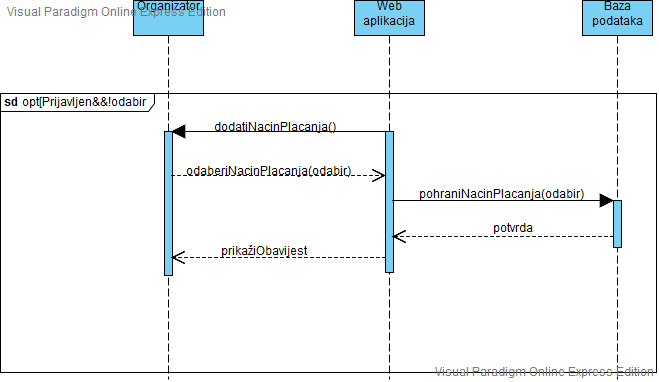 Visual Paradigm Online Express Edition
Organizator
Web
aplikacija
Baza
podataka
sd opt[Prijavljen&&!odabir
dodatiNacinPlacanja()
odaberiNacinPlacanja(odabir)
pohraniNacinPlacanja(odabir)
potvrda
prikažiObavijest
Visual Paradigm Online Express Edition